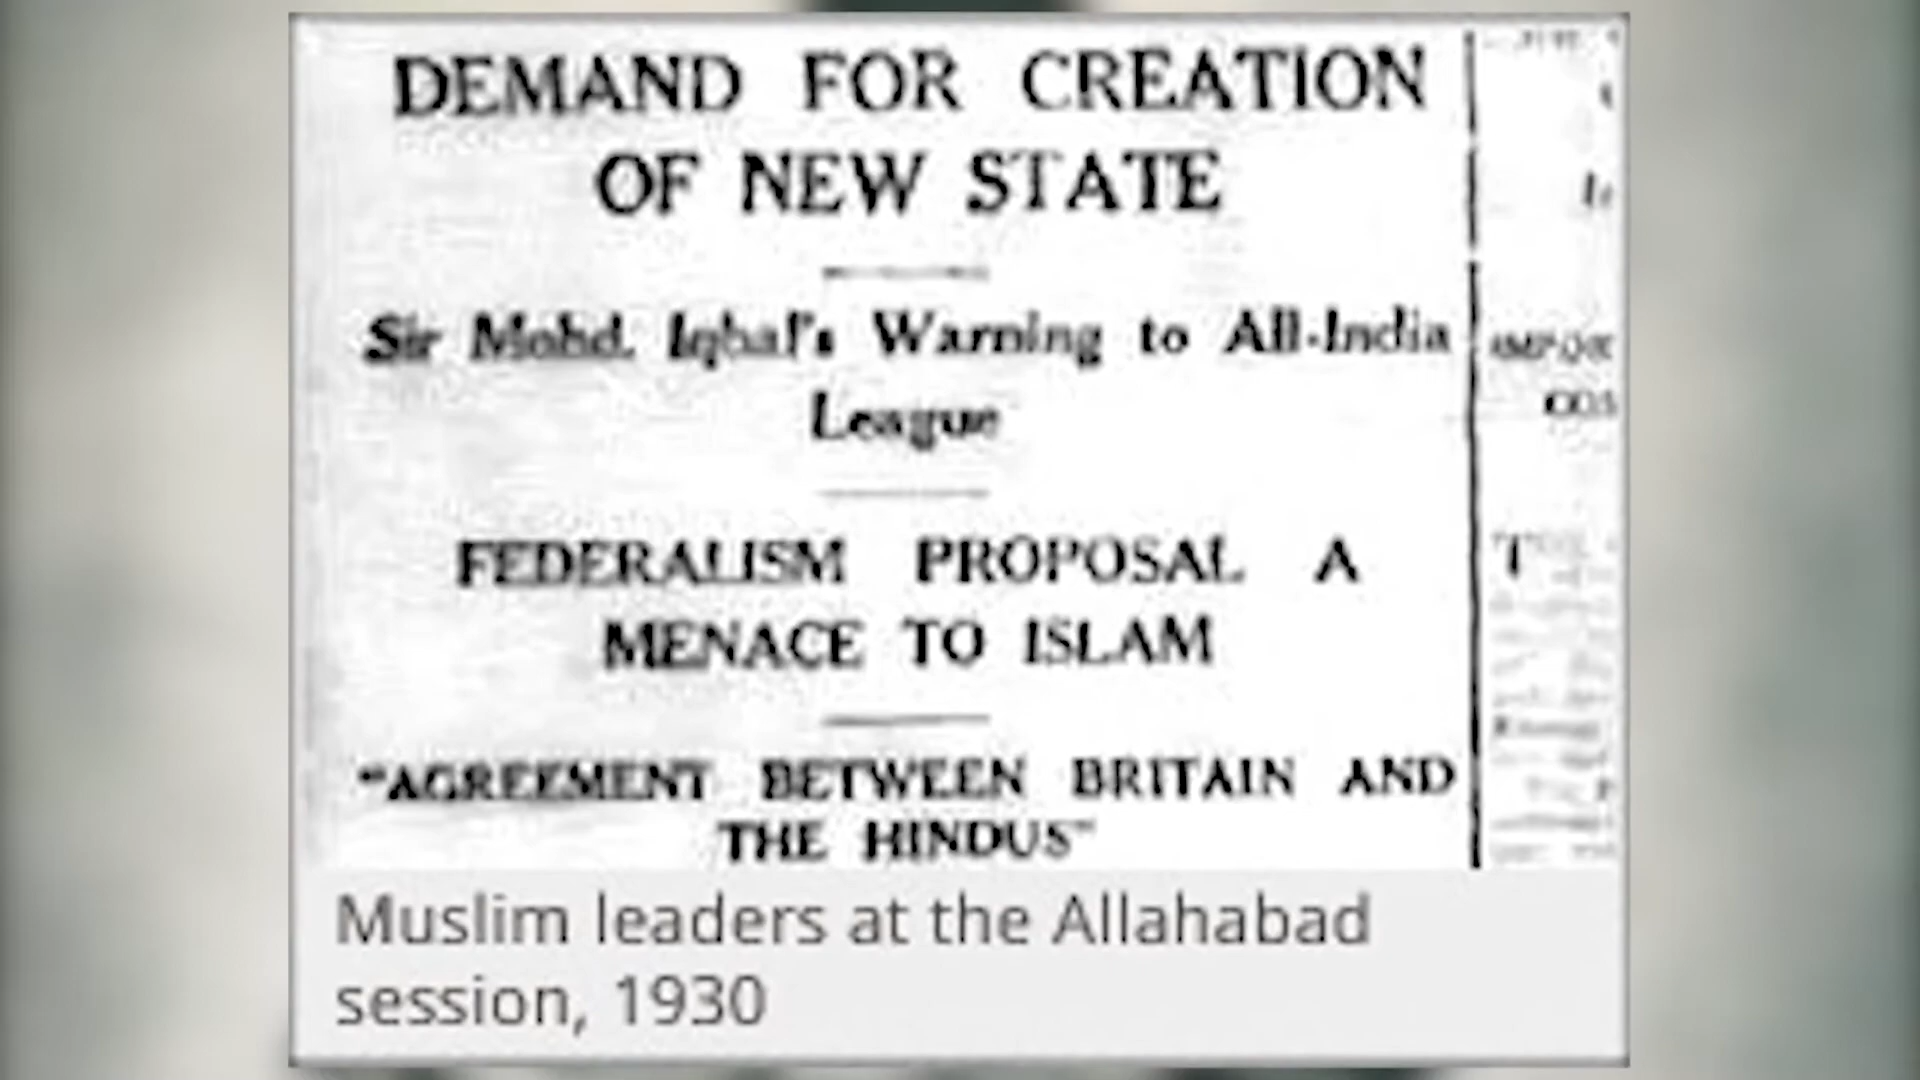 DEMAND FOR CREATION
OF NEW STATE
Sir Mohd. Iqbal's Warning to All-India
League
FEDERALISM PROPOSAL A
MENACE TO ISLAM
"AGREEMENT BETWEEN BRITAIN AND
THE HINDUS"
Muslim leaders at the Allahabad
session, 1930